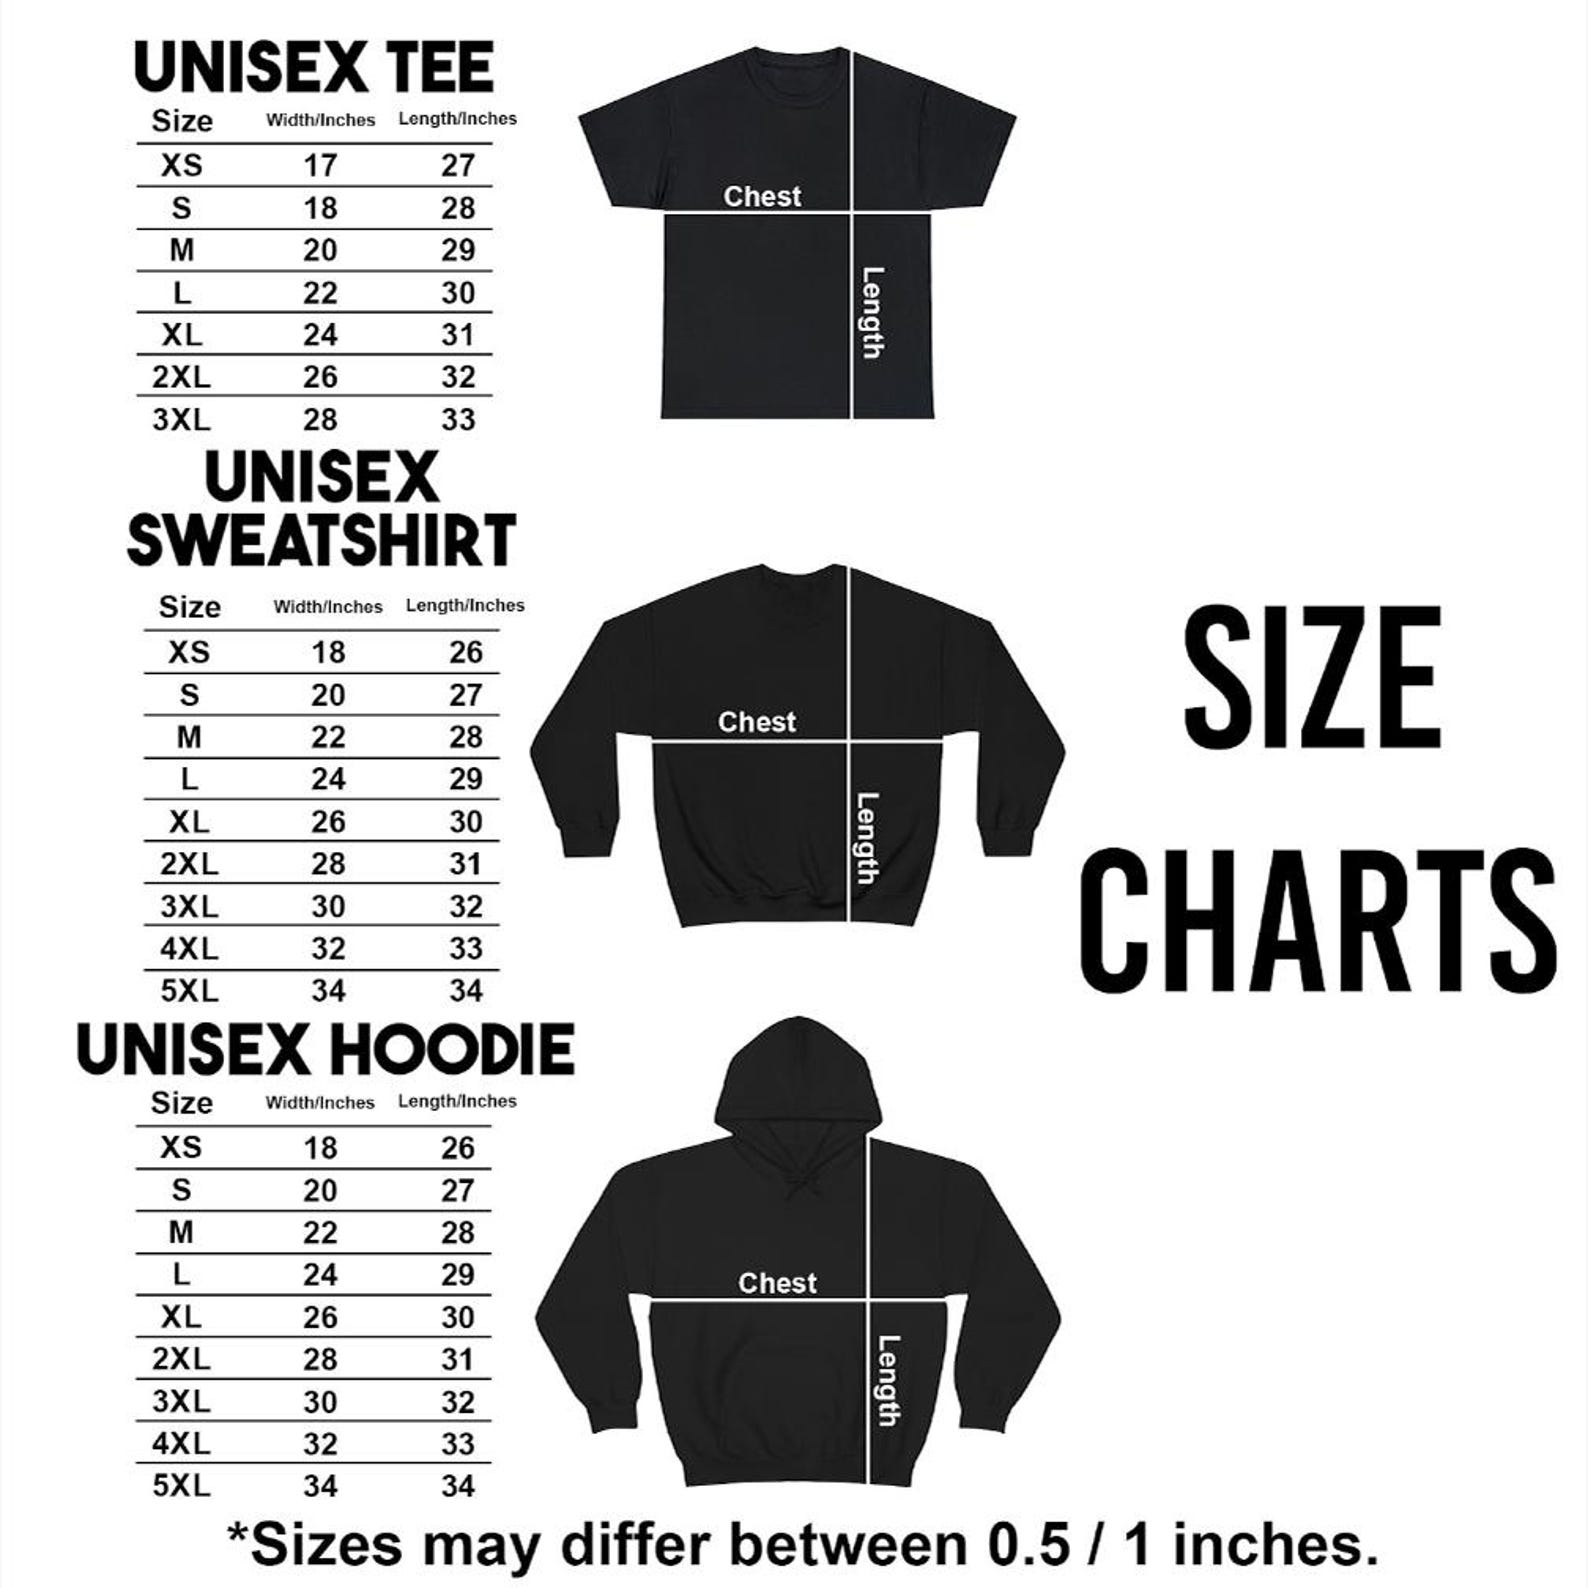 UNISEX TEE
Size Width/Inches Length/Inches
XS 17 27
S 18 28
M 20 29
L 22 30
XL 24 31
2XL 26 32
3XL 28 33
Chest
Length
UNISEX
SWEATSHIRT
Size Width/Inches Length/Inches
XS 18 26
S 20 27
M 22 28
L 24 29
XL 26 30
2XL 28 31
3XL 30 32
4XL 32 33
5XL 34 34
Chest
Length
SIZE
CHARTS
UNISEX HOODIE
Size Width/Inches Length/Inches
XS 18 26
S 20 27
M 22 28
L 24 29
XL 26 30
2XL 28 31
3XL 30 32
4XL 32 33
5XL 34 34
Chest
Length
*Sizes may differ between 0.5 / 1 inches.